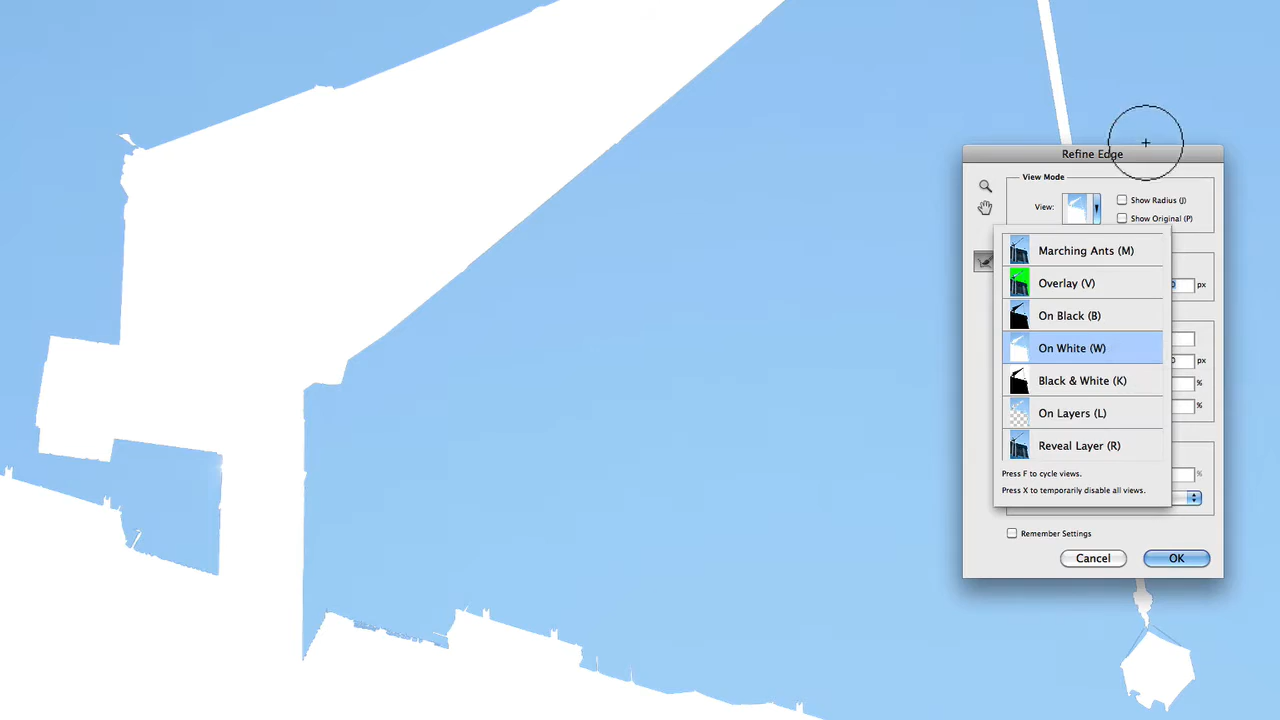 Refine Edge
View Mode
View:
Show Radius (J)
Show Original (P)
Marching Ants (M)
Overlay (V)
On Black (B)
On White (W)
Black & White (K)
On Layers (L)
Reveal Layer (R)
Press F to cycle views.
Press X to temporarily disable all views.
px
px
%
%
%
Remember Settings
Cancel
OK